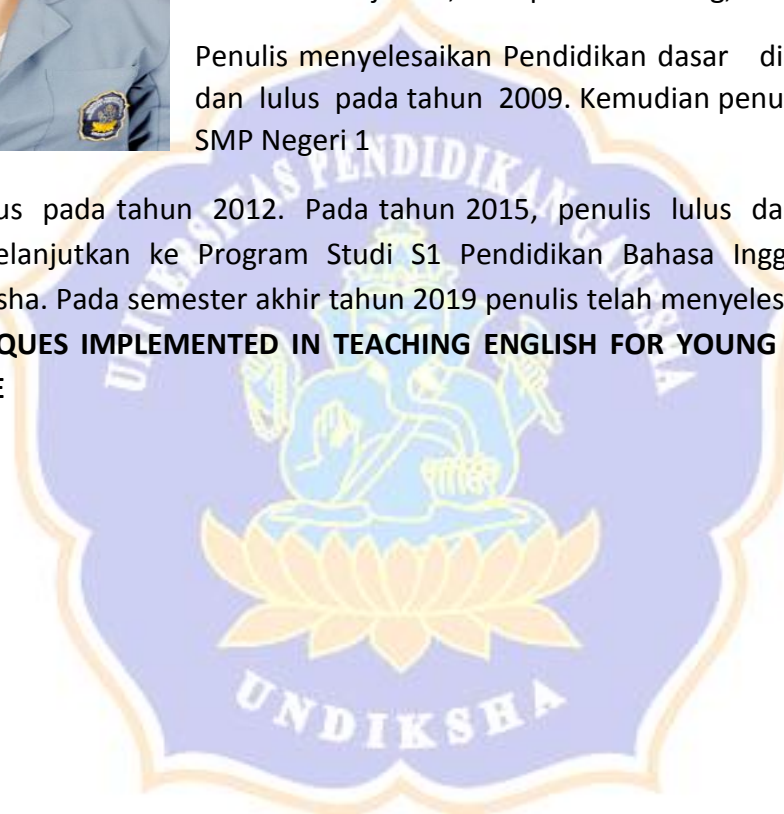 Penulis menyelesaikan Pendidikan dasar di
dan lulus pada tahun 2009. Kemudian penu
SMP Negeri 1
us pada tahun 2012. Pada tahun 2015, penulis lulus da
elanjutkan ke Program Studi S1 Pendidikan Bahasa Ingg
sha. Pada semester akhir tahun 2019 penulis telah menyeles
QUES IMPLEMENTED IN TEACHING ENGLISH FOR YOUNG
E
UNIVERSITAS PENDIDIKAN GANESHA
UNDIKSHA